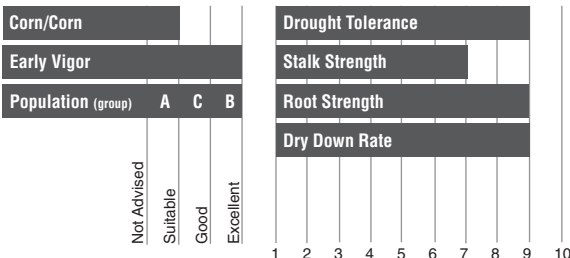 Corn/Corn
Early Vigor
Population (group) A C B
Not Advised
Suitable
Good
Excellent
Drought Tolerance
Stalk Strength
Root Strength
Dry Down Rate
1 2 3 4 5 6 7 8 9 10